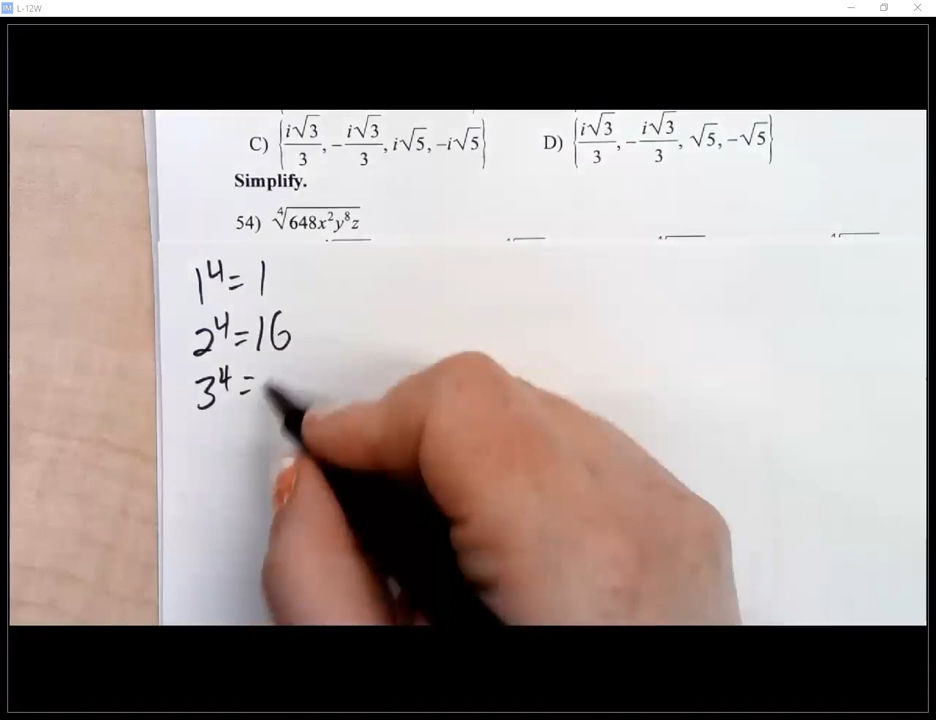 L-12W
C) {i√3/3, -i√3/3, i√5, -i√5}  D) {i√3/3, -i√3/3, √5, -√5}
Simplify.
54) ∜648x²y⁸z
1⁴ = 1
2⁴ = 16
3⁴ =